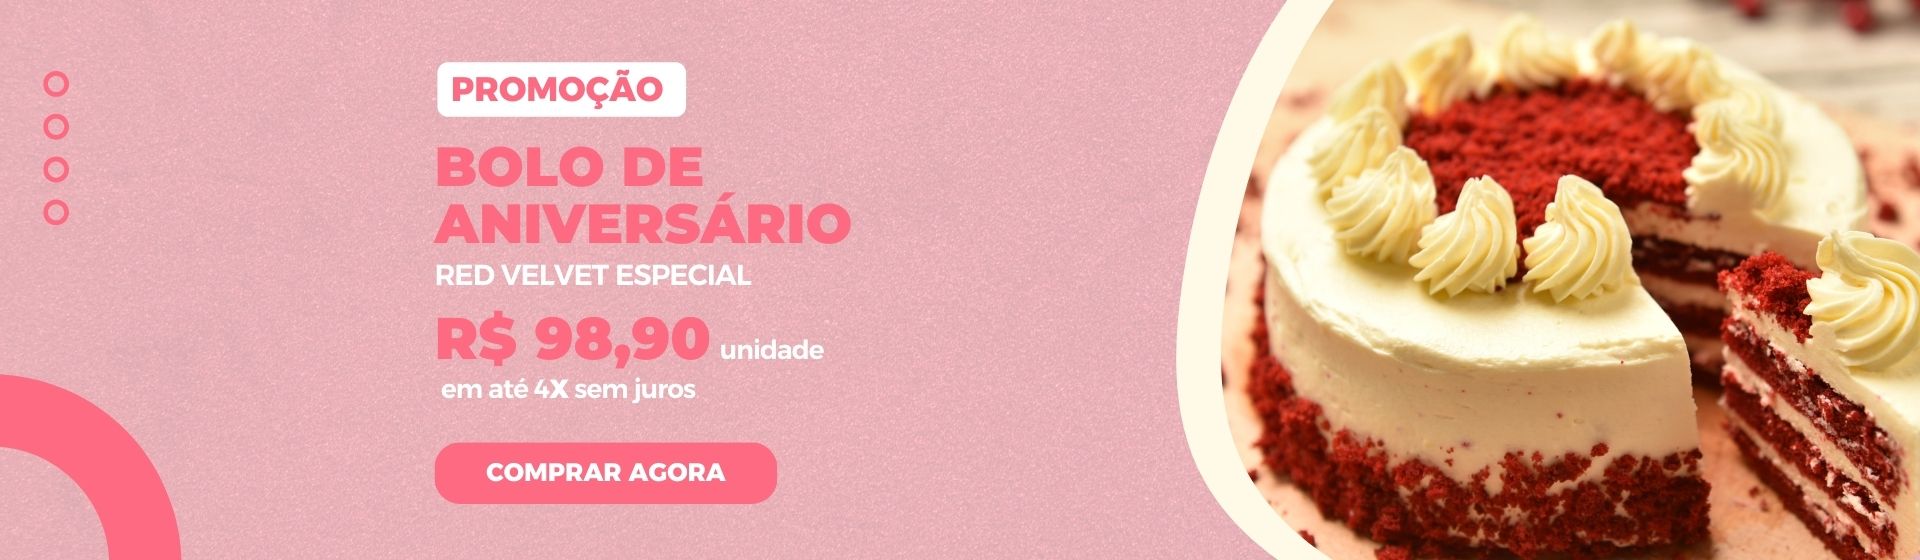 PROMOÇÃO
BOLO DE
ANIVERSÁRIO
RED VELVET ESPECIAL
R$ 98,90 unidade
em até 4X sem juros
COMPRAR AGORA